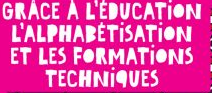 GRÂCE À L'ÉDUCATION
L'ALPHABÉTISATION
ET LES FORMATIONS
TECHNIQUES